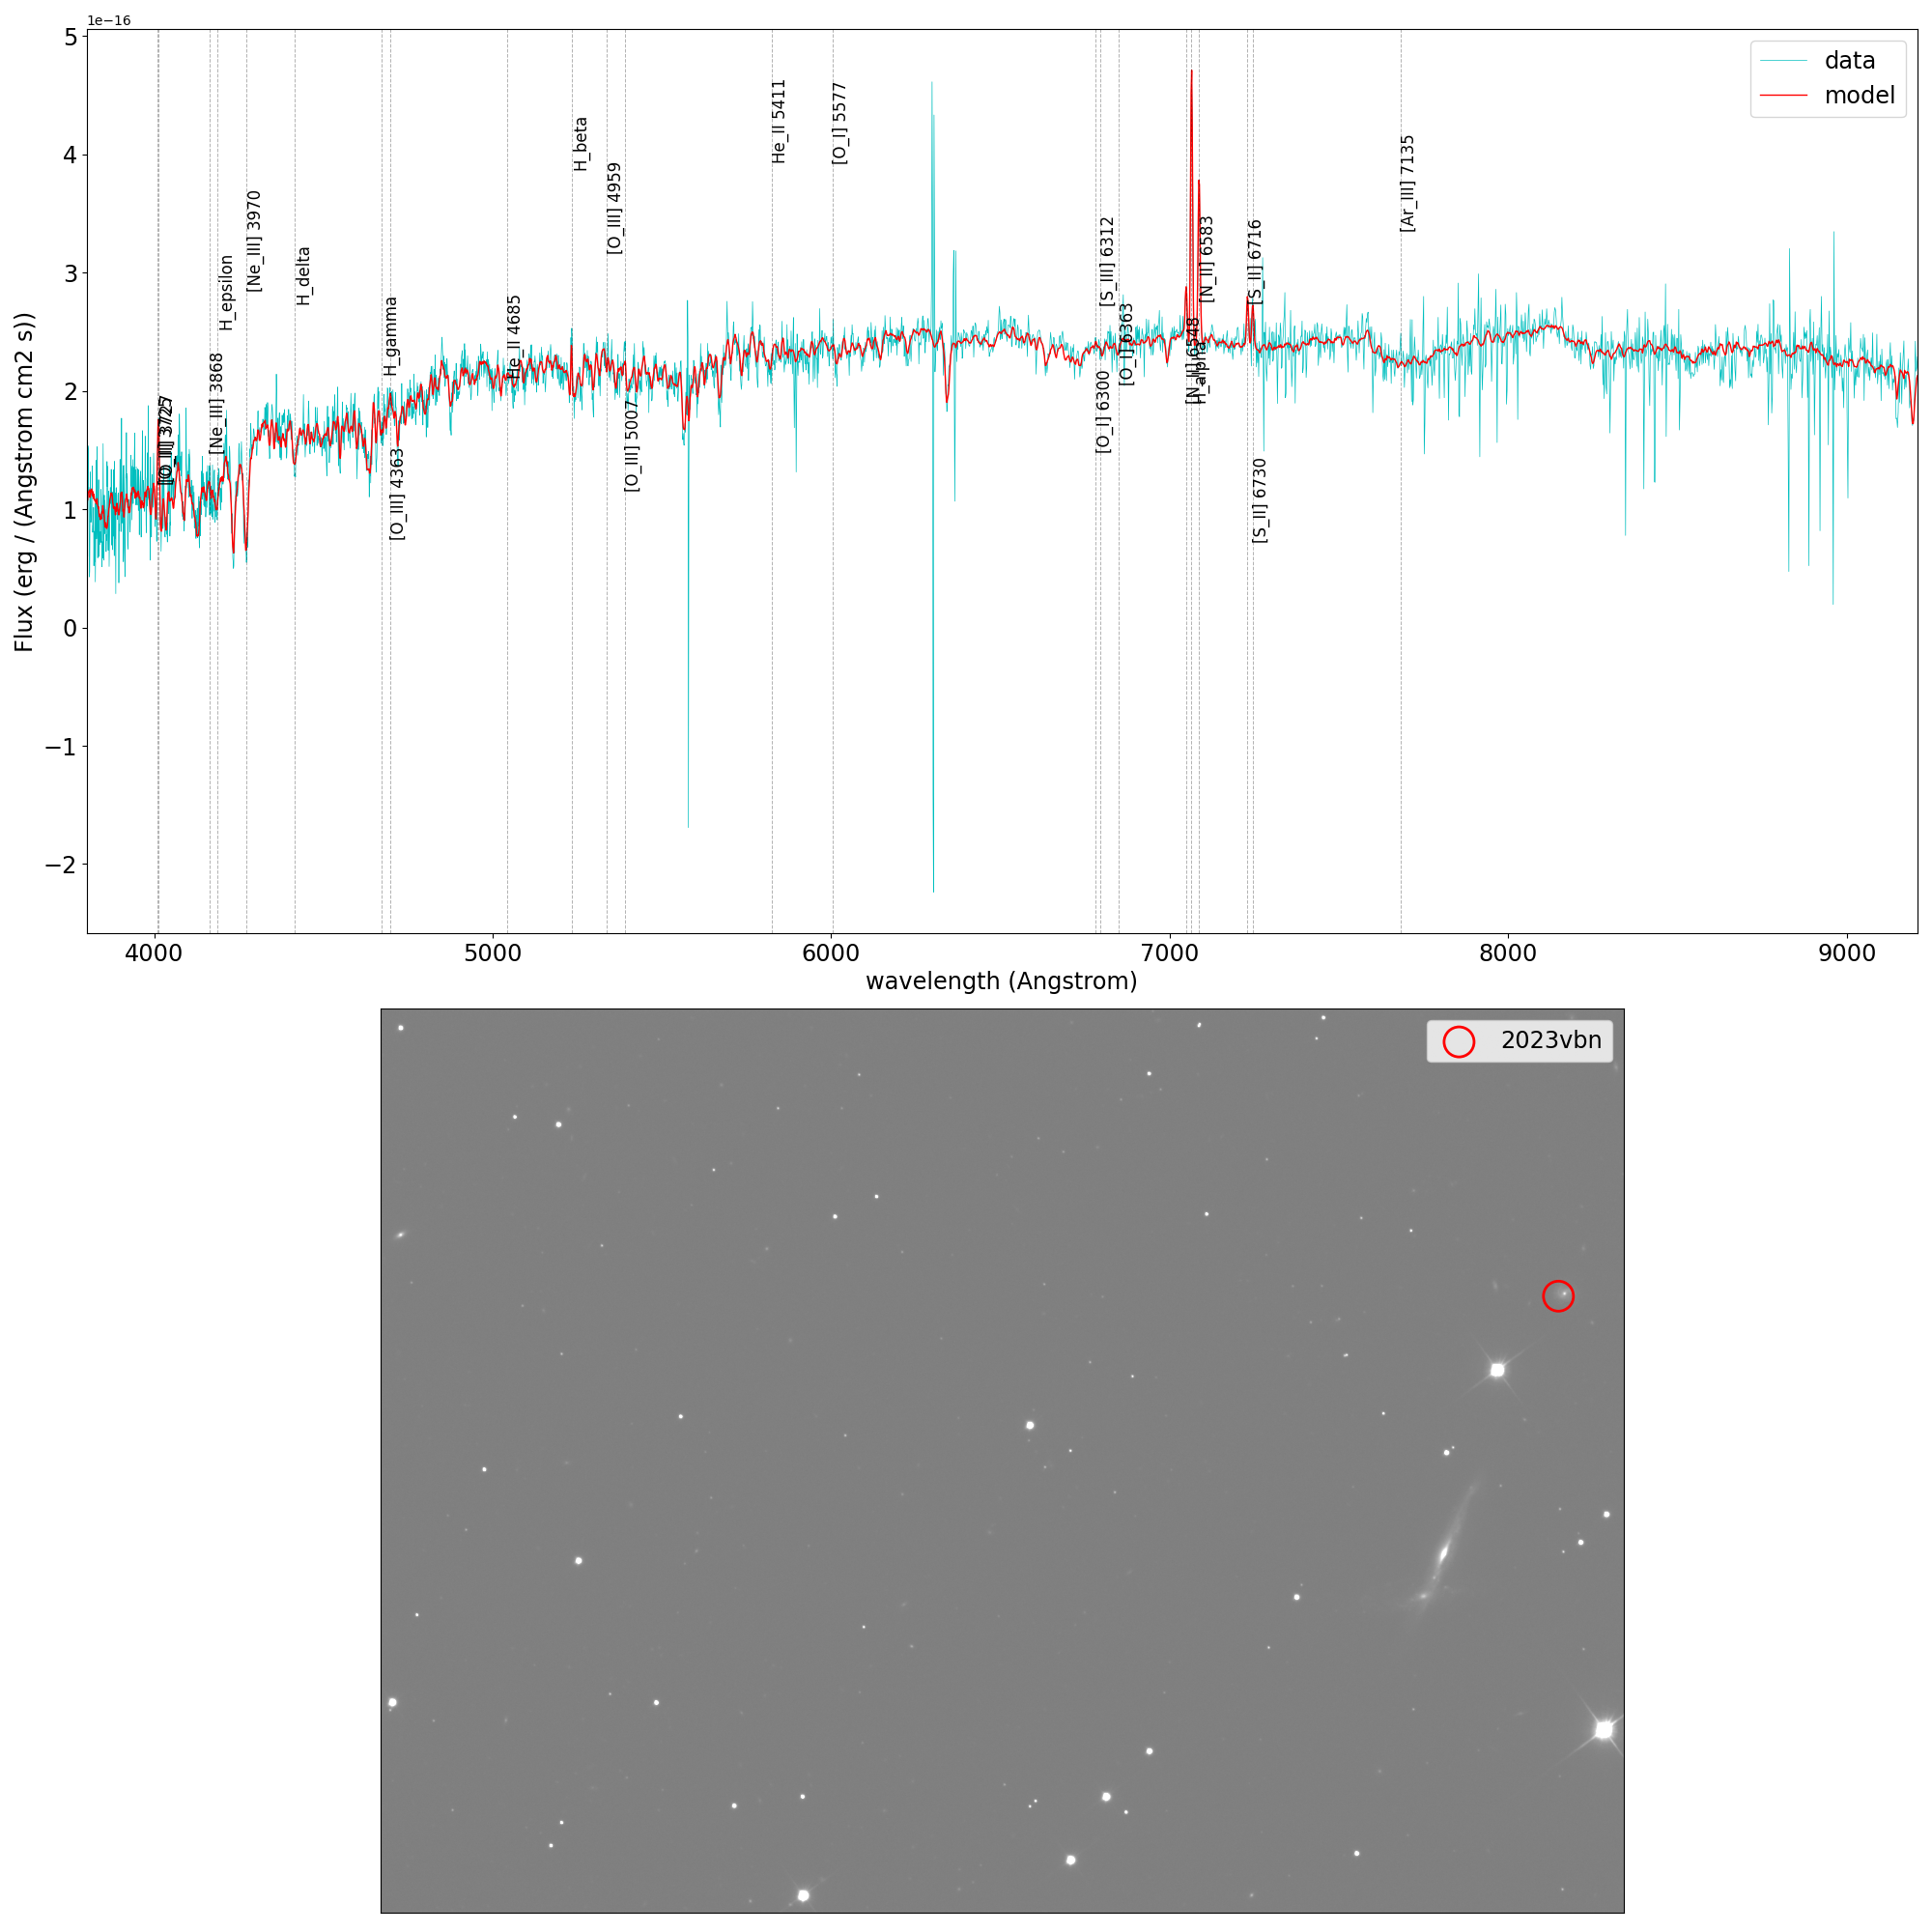 1e−16
data
model
Flux (erg / (Angstrom cm2 s))
5
4
3
2
1
0
−1
−2
[Ne_III] 3868
H_epsilon
[Ne_III] 3970
H_delta
H_gamma
[O_III] 4363
He_II 4685
H_beta
[O_III] 4959
[O_III] 5007
He_II 5411
[O_I] 5577
[O_I] 6300
[S_III] 6312
[O_I] 6363
[N_II] 6548
H_alpha
[N_II] 6583
[S_II] 6716
[S_II] 6730
[Ar_III] 7135
4000 5000 6000 7000 8000 9000
wavelength (Angstrom)
2023vbn